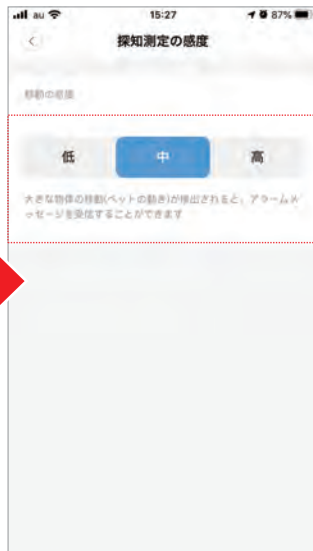 au 15:27 87%
探知測定の感度
移動の感度
低 中 高
大きな物体の移動(ペットの動き)が検出されると、アラームメ
ッセージを受信することができます